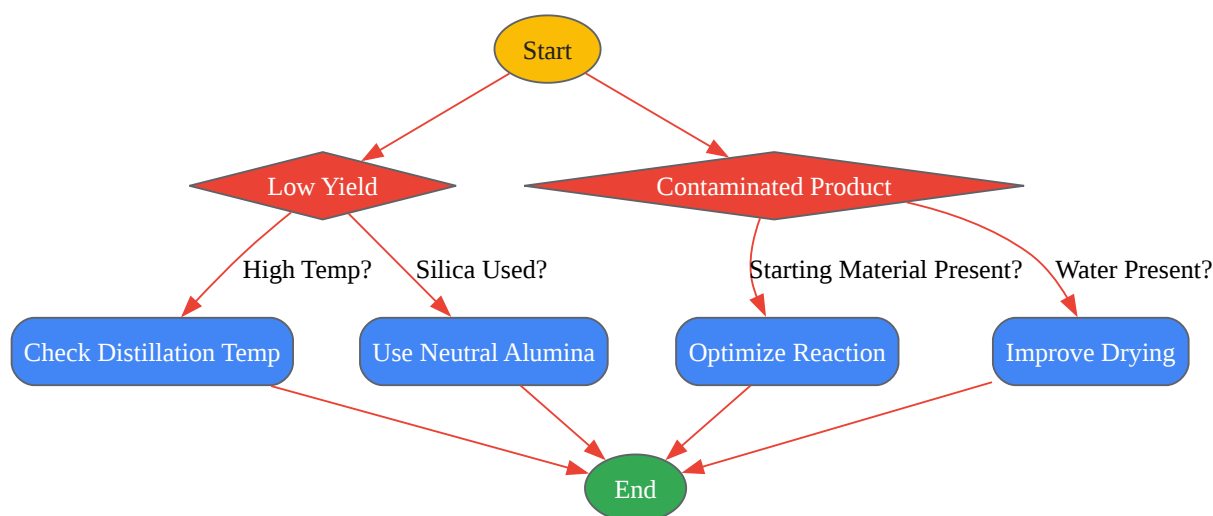 Start
Low Yield
Contaminated Product
High Temp?
Silica Used?
Starting Material Present?
Water Present?
Check Distillation Temp
Use Neutral Alumina
Optimize Reaction
Improve Drying
End